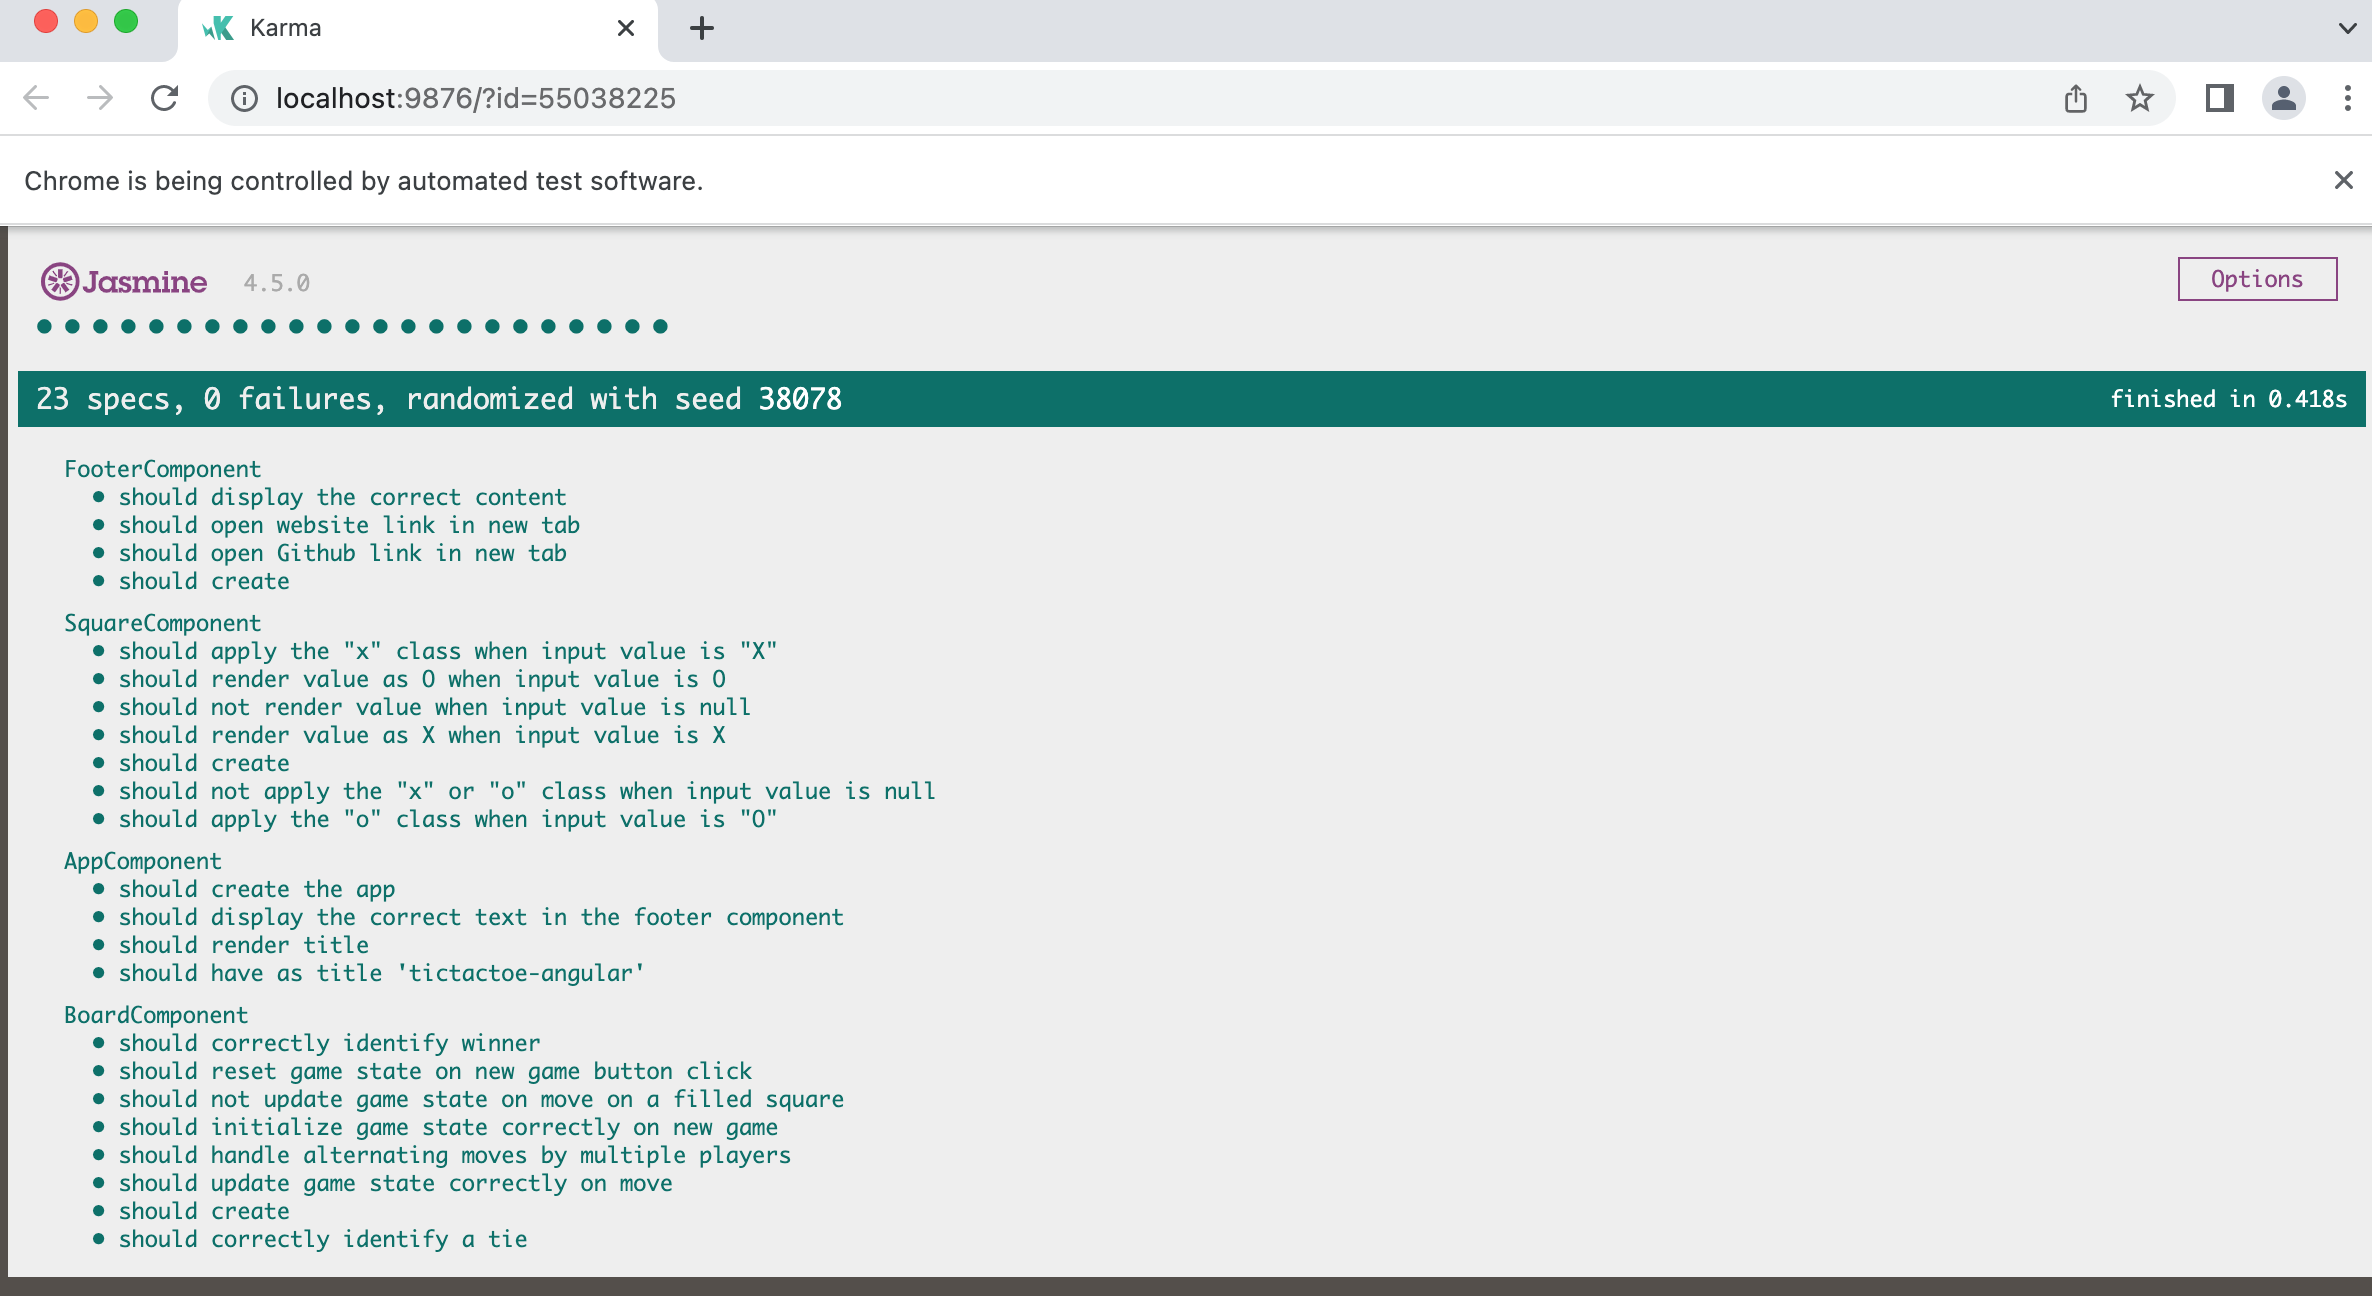 Karma
localhost:9876/?id=55038225
Chrome is being controlled by automated test software.
Jasmine 4.5.0
Options
23 specs, 0 failures, randomized with seed 38078
finished in 0.418s
FooterComponent
• should display the correct content
• should open website link in new tab
• should open Github link in new tab
• should create
SquareComponent
• should apply the "x" class when input value is "X"
• should render value as O when input value is O
• should not render value when input value is null
• should render value as X when input value is X
• should create
• should not apply the "x" or "o" class when input value is null
• should apply the "o" class when input value is "O"
AppComponent
• should create the app
• should display the correct text in the footer component
• should render title
• should have as title 'tictactoe-angular'
BoardComponent
• should correctly identify winner
• should reset game state on new game button click
• should not update game state on move on a filled square
• should initialize game state correctly on new game
• should handle alternating moves by multiple players
• should update game state correctly on move
• should create
• should correctly identify a tie